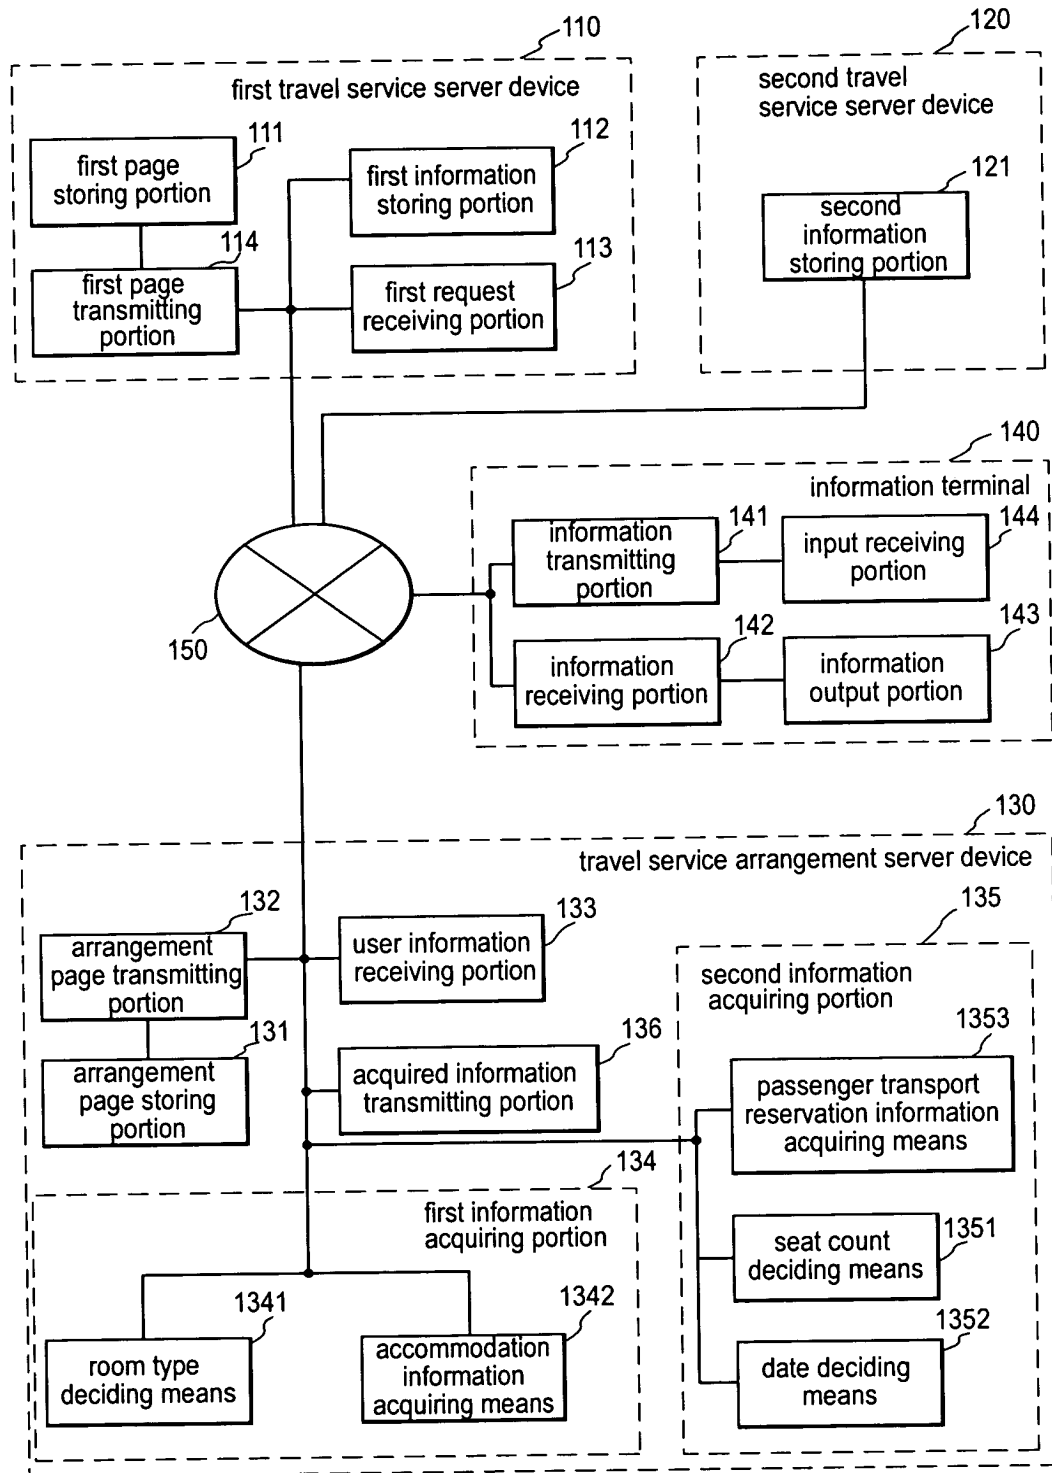 110
first travel service server device
111
first page
storing portion
112
first information
storing portion
114
first page
transmitting
portion
113
first request
receiving portion
120
second travel
service server device
121
second
information
storing portion
140
information terminal
141
information
transmitting
portion
144
input receiving
portion
142
information
receiving portion
143
information
output portion
150
130
travel service arrangement server device
132
arrangement
page transmitting
portion
133
user information
receiving portion
131
arrangement
page storing
portion
136
acquired information
transmitting portion
135
second information
acquiring portion
1353
passenger transport
reservation information
acquiring means
1351
seat count
deciding means
1352
date deciding
means
134
first information
acquiring portion
1341
room type
deciding means
1342
accommodation
information
acquiring means